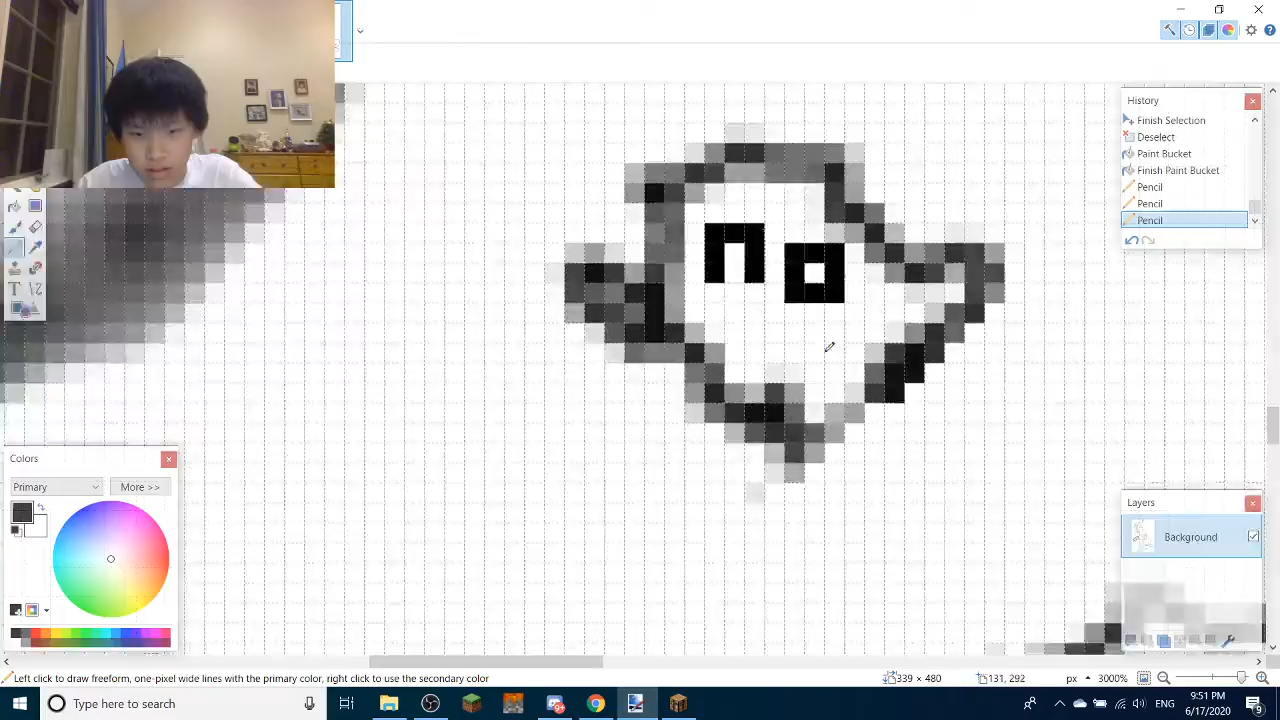 History
Finish Selection
Deselect
Paint Bucket
Finish Paint Bucket
Pencil
Pencil
Pencil
no
Colors
Primary
More >>
Layers
Background
Left click to draw freeform, one-pixel wide lines with the primary color, right click to use the secondary color
339 × 480
131, 292
px
3000%
Type here to search
9:51 PM
6/17/2020